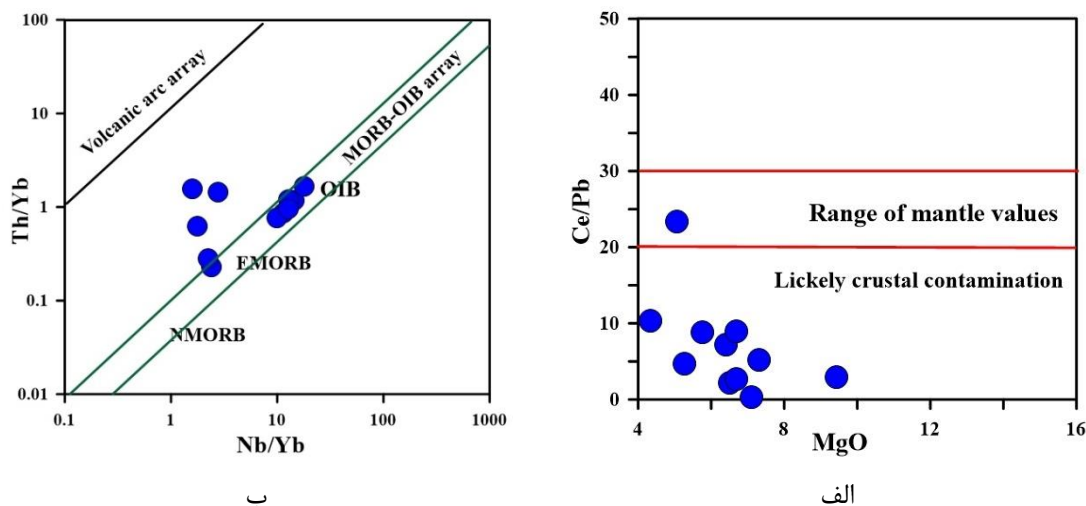 100
10
1
0.1
0.01
Th/Yb
Volcanic arc array
MORB-OIB array
OIB
EMORB
NMORB
0.1
1
10
100
1000
Nb/Yb
ب
50
40
30
20
10
0
Ce/Pb
Range of mantle values
Lickely crustal contamination
4
8
12
16
MgO
الف